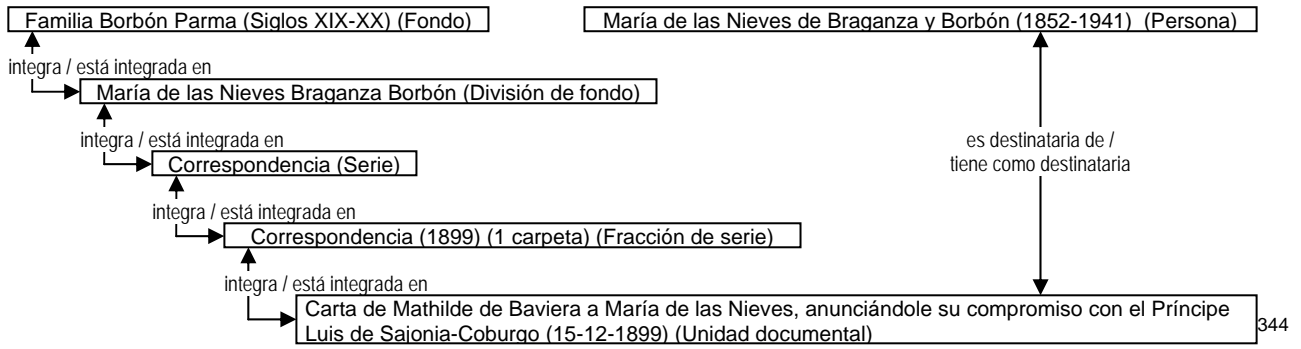 Familia Borbón Parma (Siglos XIX-XX) (Fondo)
María de las Nieves de Braganza y Borbón (1852-1941) (Persona)
integra / está integrada en
María de las Nieves Braganza Borbón (División de fondo)
integra / está integrada en
es destinataria de /
tiene como destinataria
Correspondencia (Serie)
integra / está integrada en
Correspondencia (1899) (1 carpeta) (Fracción de serie)
integra / está integrada en
Carta de Mathilde de Baviera a María de las Nieves, anunciándole su compromiso con el Príncipe
Luis de Sajonia-Coburgo (15-12-1899) (Unidad documental)
344